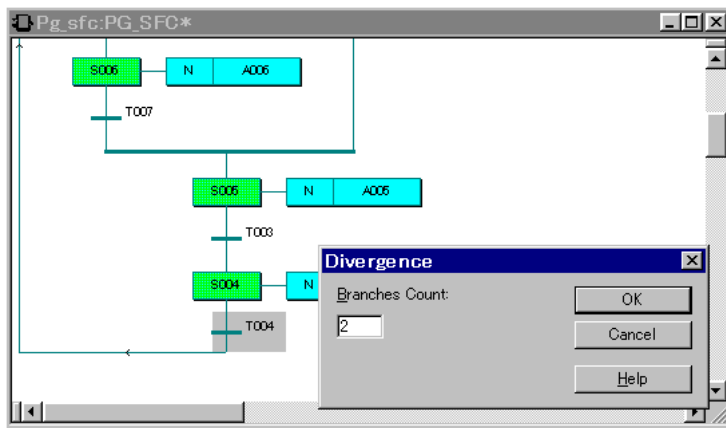 Pg_sfc:PG_SFC*
S006 N A006
T007
S005 N A005
T003
S004 N
T004
Divergence
Branches Count:
2
OK
Cancel
Help